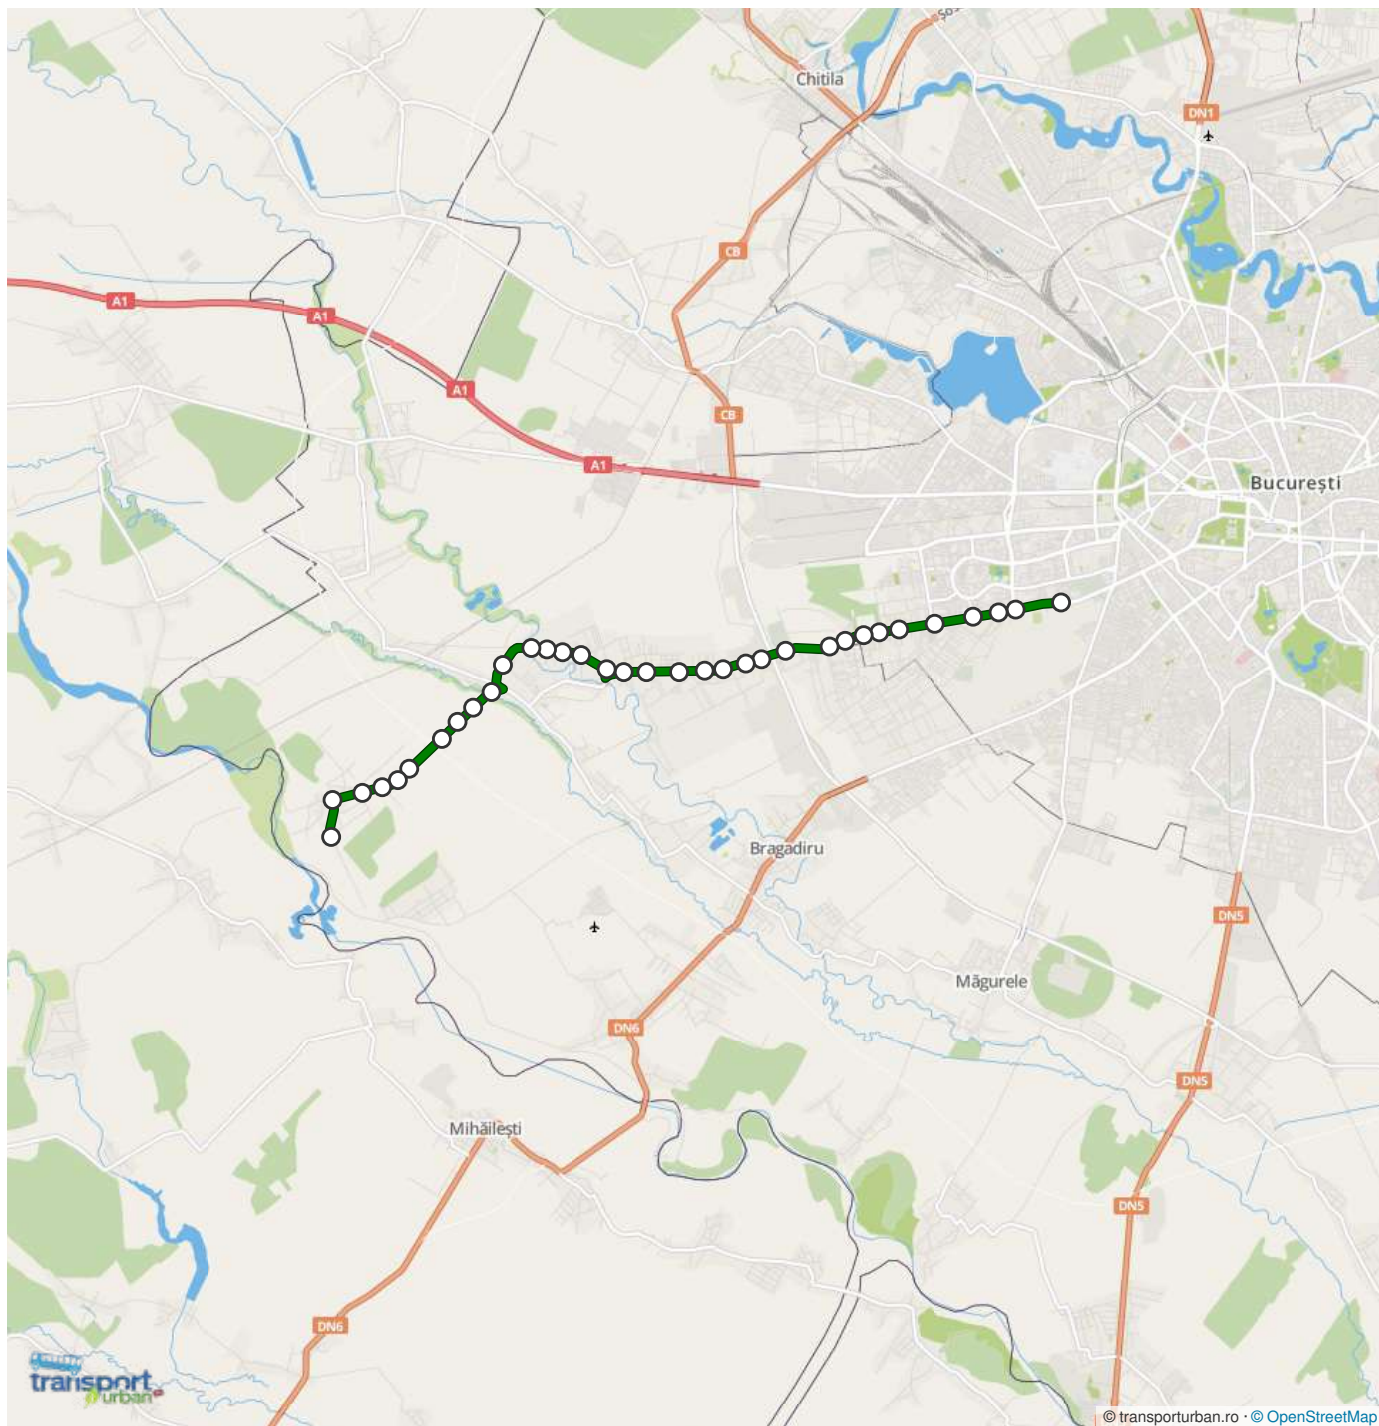 Șos
Chitila
DN1
CB
A1
A1
A1
CB
A1
București
Bragadiru
DN5
Măgurele
DN6
DN5
Mihăilești
DN5
DN6
transport
urban
© transporturban.ro · © OpenStreetMap